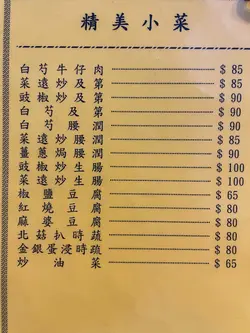 精美小菜
白芍牛仔肉 $ 85
菜遠炒及第 $ 85
豉椒炒及第 $ 90
白芍及第 $ 90
白芍腰潤 $ 90
菜遠炒腰潤 $ 85
薑蔥焗腰潤 $ 90
豉椒炒生腸 $ 100
菜遠炒生腸 $ 100
椒鹽豆腐 $ 65
紅燒豆腐 $ 80
麻婆豆腐 $ 80
北菇扒時蔬 $ 80
金銀蛋浸時蔬 $ 80
炒油菜 $ 65